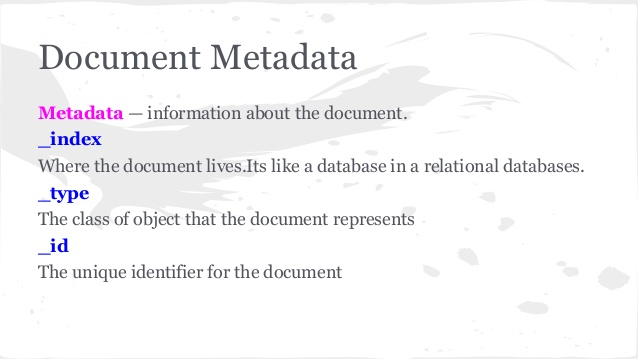 Document Metadata
Metadata — information about the document.
_index
Where the document lives.Its like a database in a relational databases.
_type
The class of object that the document represents
_id
The unique identifier for the document